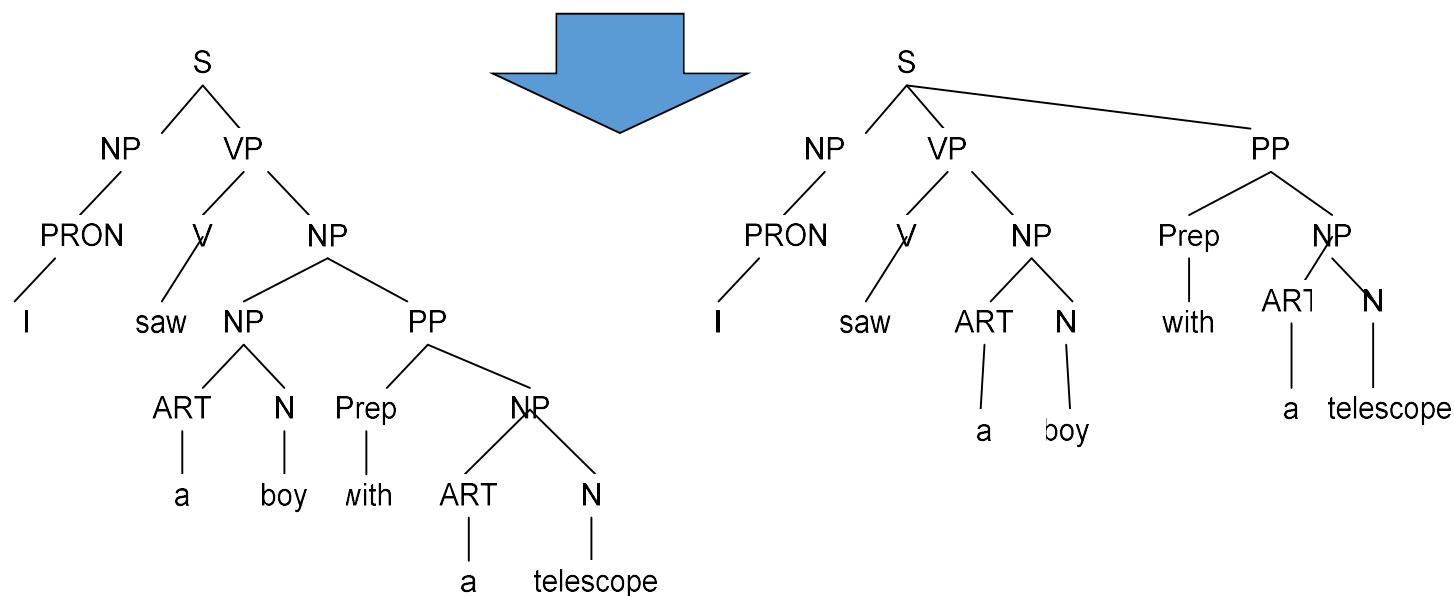 S S
NP VP NP VP PP
PRON V NP PRON V NP Prep NP
I saw NP PP I saw ART N with ART N
ART N Prep NP a boy a telescope
a boy with ART N
a telescope